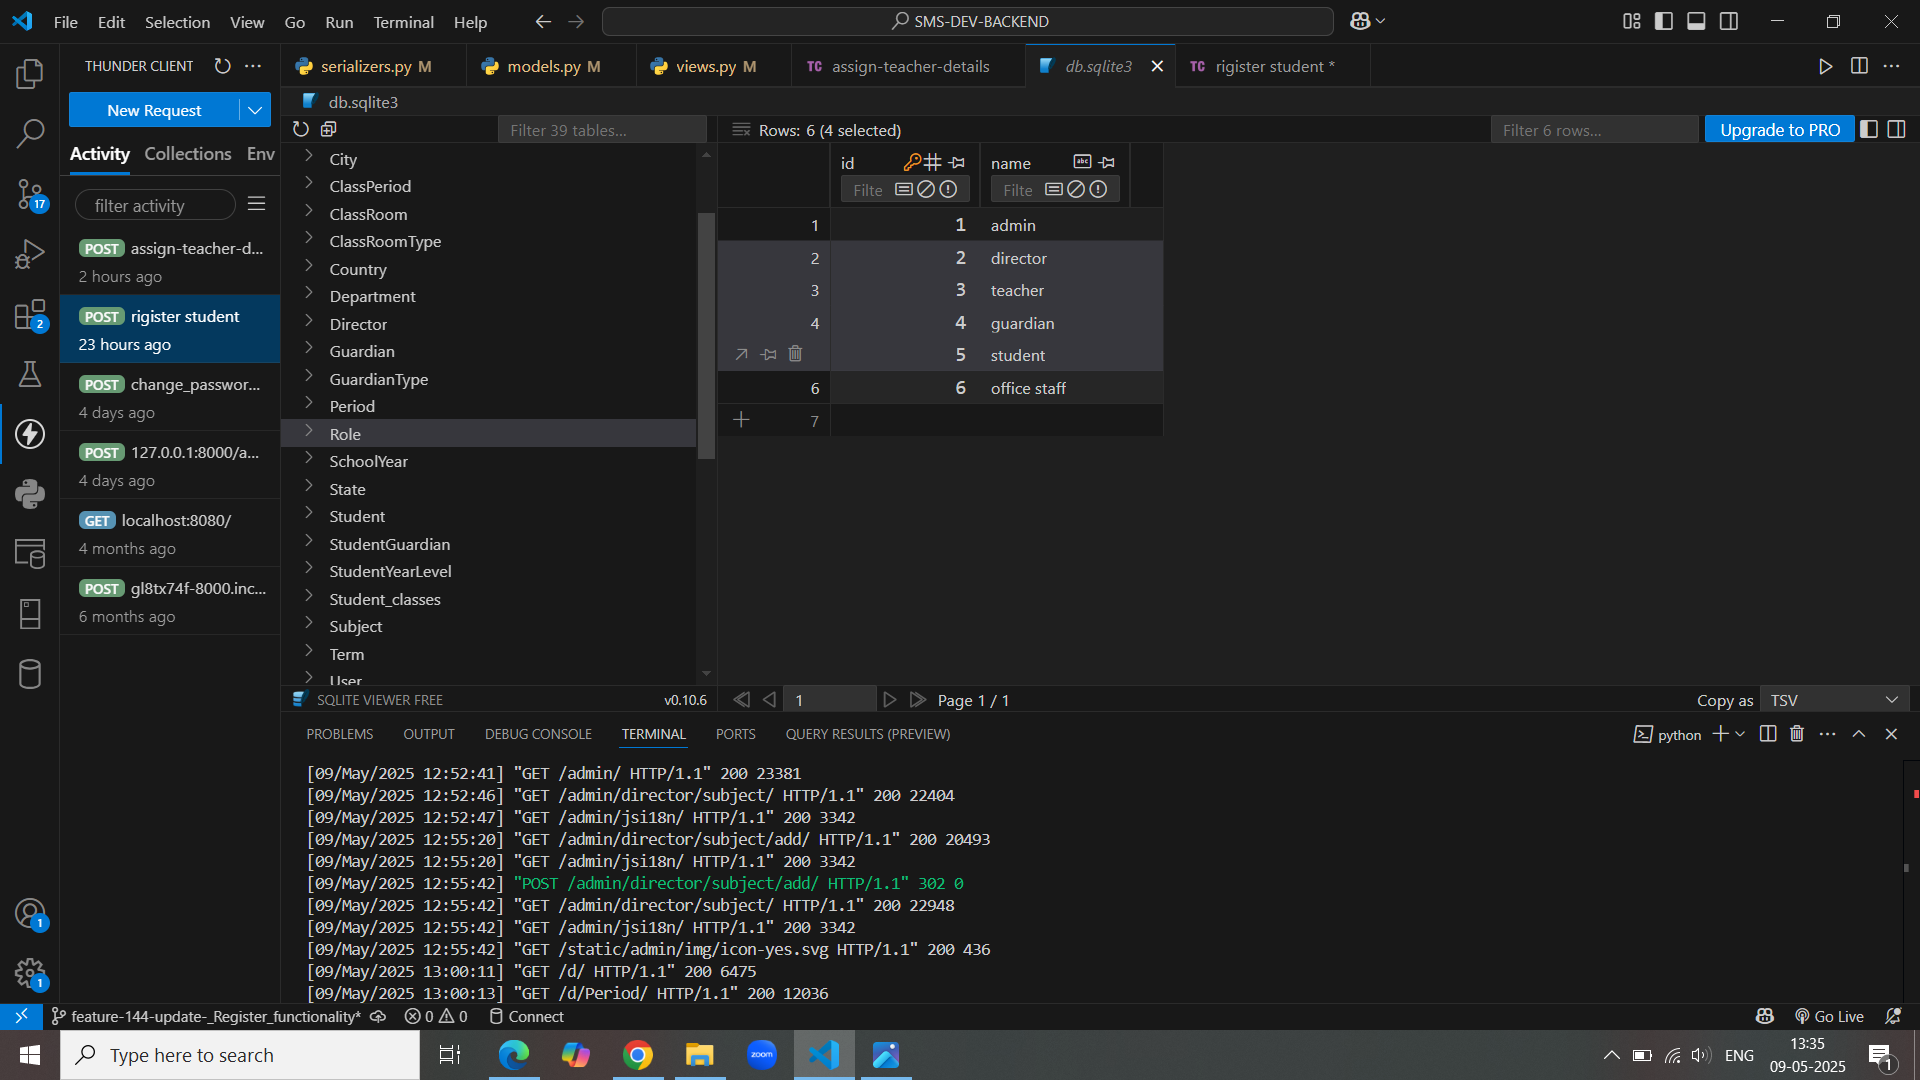 File Edit Selection View Go Run Terminal Help
SMS-DEV-BACKEND
THUNDER CLIENT
serializers.py M
models.py M
views.py M
TC assign-teacher-details
db.sqlite3
TC rigister student *
New Request
db.sqlite3
Filter 39 tables...
Rows: 6 (4 selected)
Filter 6 rows...
Upgrade to PRO
Activity Collections Env
filter activity
POST assign-teacher-d...
2 hours ago
POST rigister student
23 hours ago
POST change_passwor...
4 days ago
POST 127.0.0.1:8000/a...
4 days ago
GET localhost:8080/
4 months ago
POST gl8tx74f-8000.inc...
6 months ago
17
2
1
1
City
ClassPeriod
ClassRoom
ClassRoomType
Country
Department
Director
Guardian
GuardianType
Period
Role
SchoolYear
State
Student
StudentGuardian
StudentYearLevel
Student_classes
Subject
Term
User
SQLITE VIEWER FREE
v0.10.6
id name
Filte Filte
1 1 admin
2 2 director
3 3 teacher
4 4 guardian
5 student
6 6 office staff
7
1
Page 1 / 1
Copy as TSV
PROBLEMS OUTPUT DEBUG CONSOLE TERMINAL PORTS QUERY RESULTS (PREVIEW)
python
[09/May/2025 12:52:41] "GET /admin/ HTTP/1.1" 200 23381
[09/May/2025 12:52:46] "GET /admin/director/subject/ HTTP/1.1" 200 22404
[09/May/2025 12:52:47] "GET /admin/jsi18n/ HTTP/1.1" 200 3342
[09/May/2025 12:55:20] "GET /admin/director/subject/add/ HTTP/1.1" 200 20493
[09/May/2025 12:55:20] "GET /admin/jsi18n/ HTTP/1.1" 200 3342
[09/May/2025 12:55:42] "POST /admin/director/subject/add/ HTTP/1.1" 302 0
[09/May/2025 12:55:42] "GET /admin/director/subject/ HTTP/1.1" 200 22948
[09/May/2025 12:55:42] "GET /admin/jsi18n/ HTTP/1.1" 200 3342
[09/May/2025 12:55:42] "GET /static/admin/img/icon-yes.svg HTTP/1.1" 200 436
[09/May/2025 13:00:11] "GET /d/ HTTP/1.1" 200 6475
[09/May/2025 13:00:13] "GET /d/Period/ HTTP/1.1" 200 12036
feature-144-update-_Register_functionality*
0 0
Connect
Go Live
Type here to search
zoom
ENG
13:35
09-05-2025
1